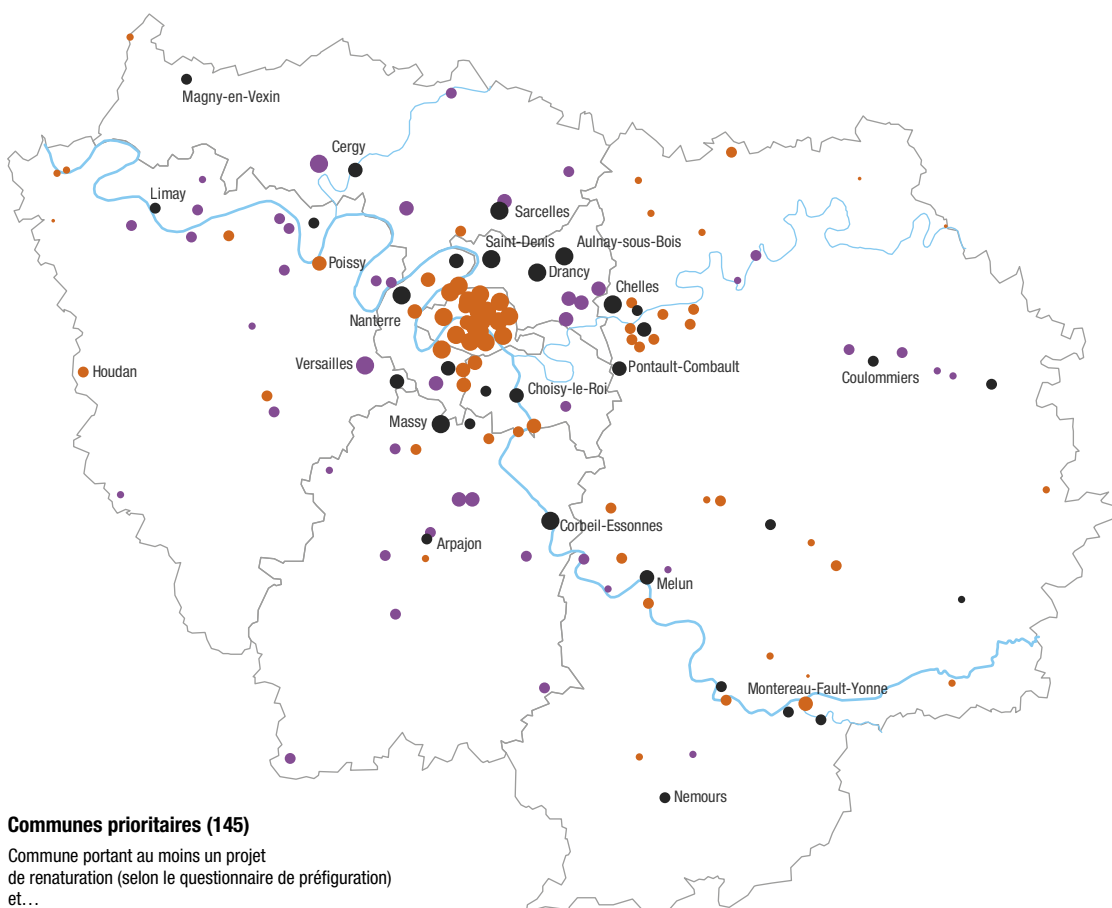 Magny-en-Vexin
Cergy
Limay
Sarcelles
Saint-Denis
Aulnay-sous-Bois
Drancy
Poissy
Chelles
Nanterre
Versailles
Houdan
Pontault-Combault
Coulommiers
Choisy-le-Roi
Massy
Corbeil-Essonnes
Arpajon
Melun
Montereau-Fault-Yonne
Nemours
Communes prioritaires (145)
Commune portant au moins un projet
de renaturation (selon le questionnaire de préfiguration)
et…